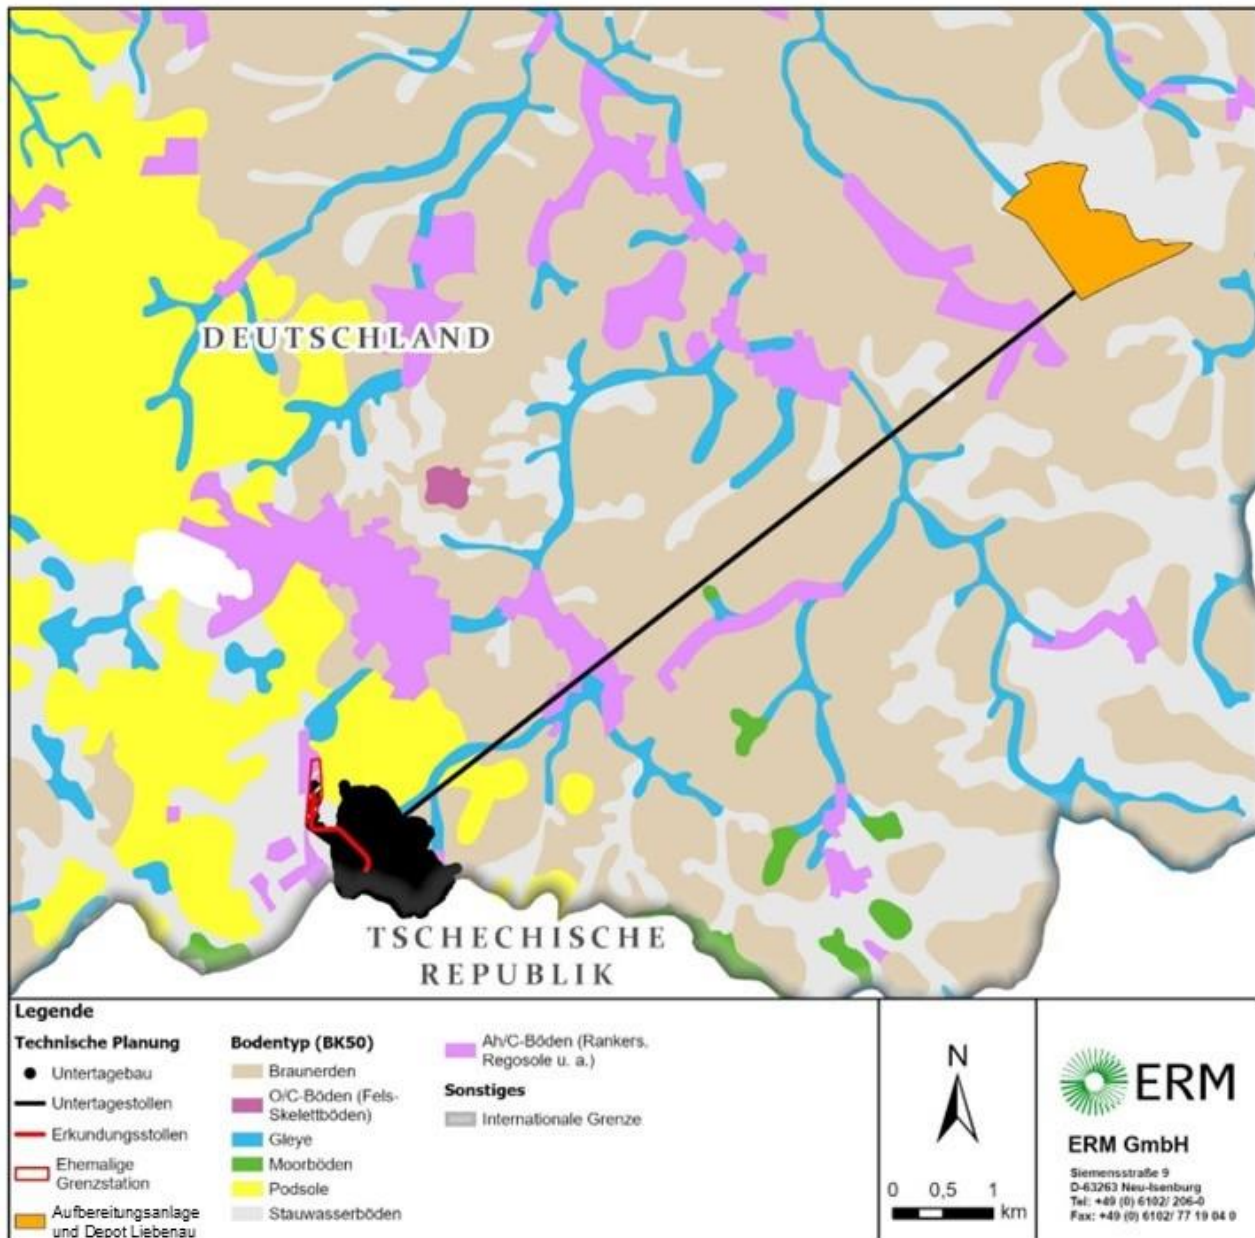 DEUTSCHLAND
TSCHECHISCHE
REPUBLIK
Legende
Technische Planung
Untertagebau
Untertagestollen
Erkundungsstollen
Ehemalige
Grenzstation
Aufbereitungsanlage
und Depot Liebenau
Bodentyp (BK50)
Braunerden
O/C-Böden (Fels-
Skelettböden)
Gleye
Moorböden
Podsole
Stauwasserböden
Ah/C-Böden (Rankers,
Regosole u. a.)
Sonstiges
Internationale Grenze
N
0 0,5 1
km
ERM
ERM GmbH
Siemensstraße 9
D-63263 Neu-Isenburg
Tel: +49 (0) 6102/ 206-0
Fax: +49 (0) 6102/ 77 19 04 0